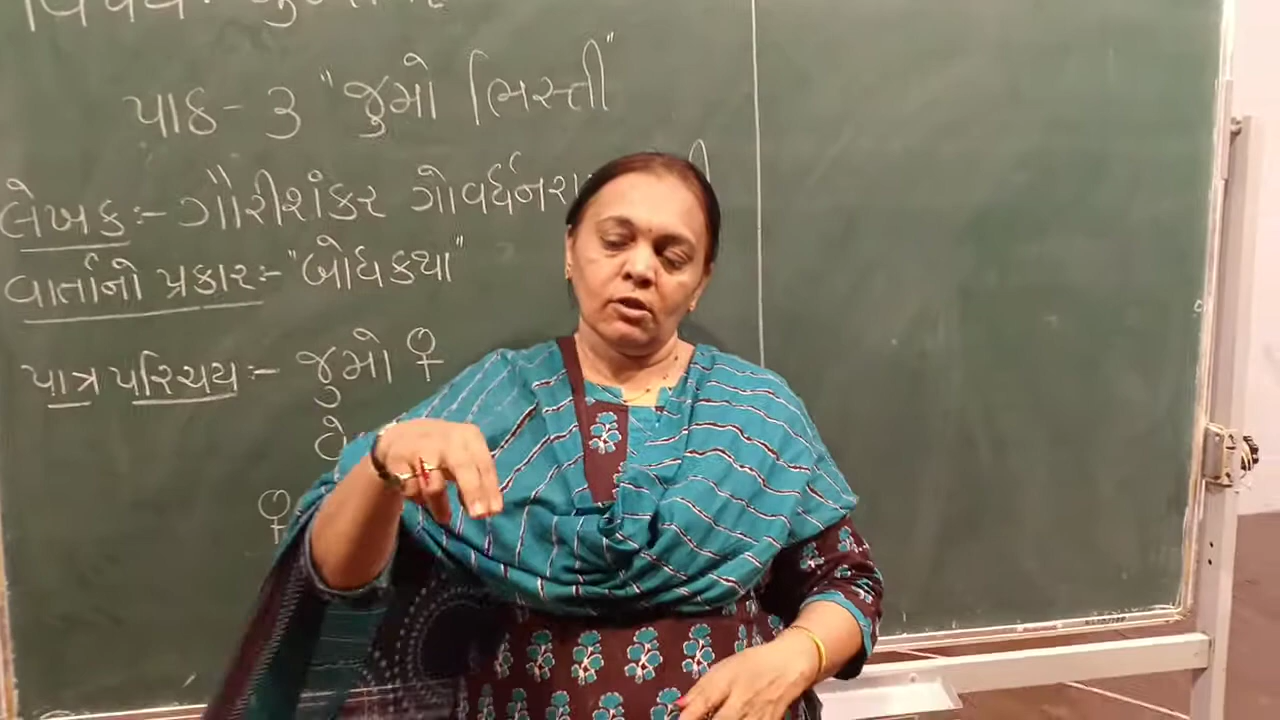 પાઠ - ૩ "જુમો ભિસ્તી"
લેખક :- ગૌરીશંકર ગોવર્ધનરા
વાર્તાનો પ્રકાર :- "બોધકથા"
પાત્ર પરિચય :- જુમો